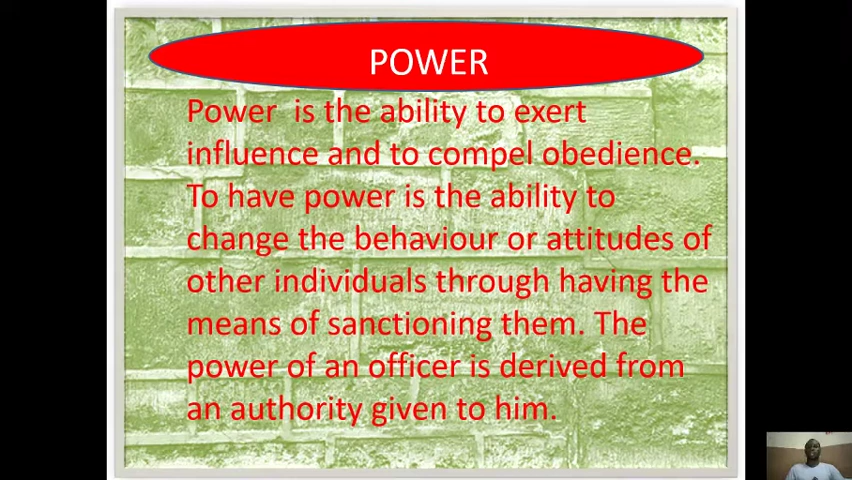 POWER
Power is the ability to exert
influence and to compel obedience.
To have power is the ability to
change the behaviour or attitudes of
other individuals through having the
means of sanctioning them. The
power of an officer is derived from
an authority given to him.